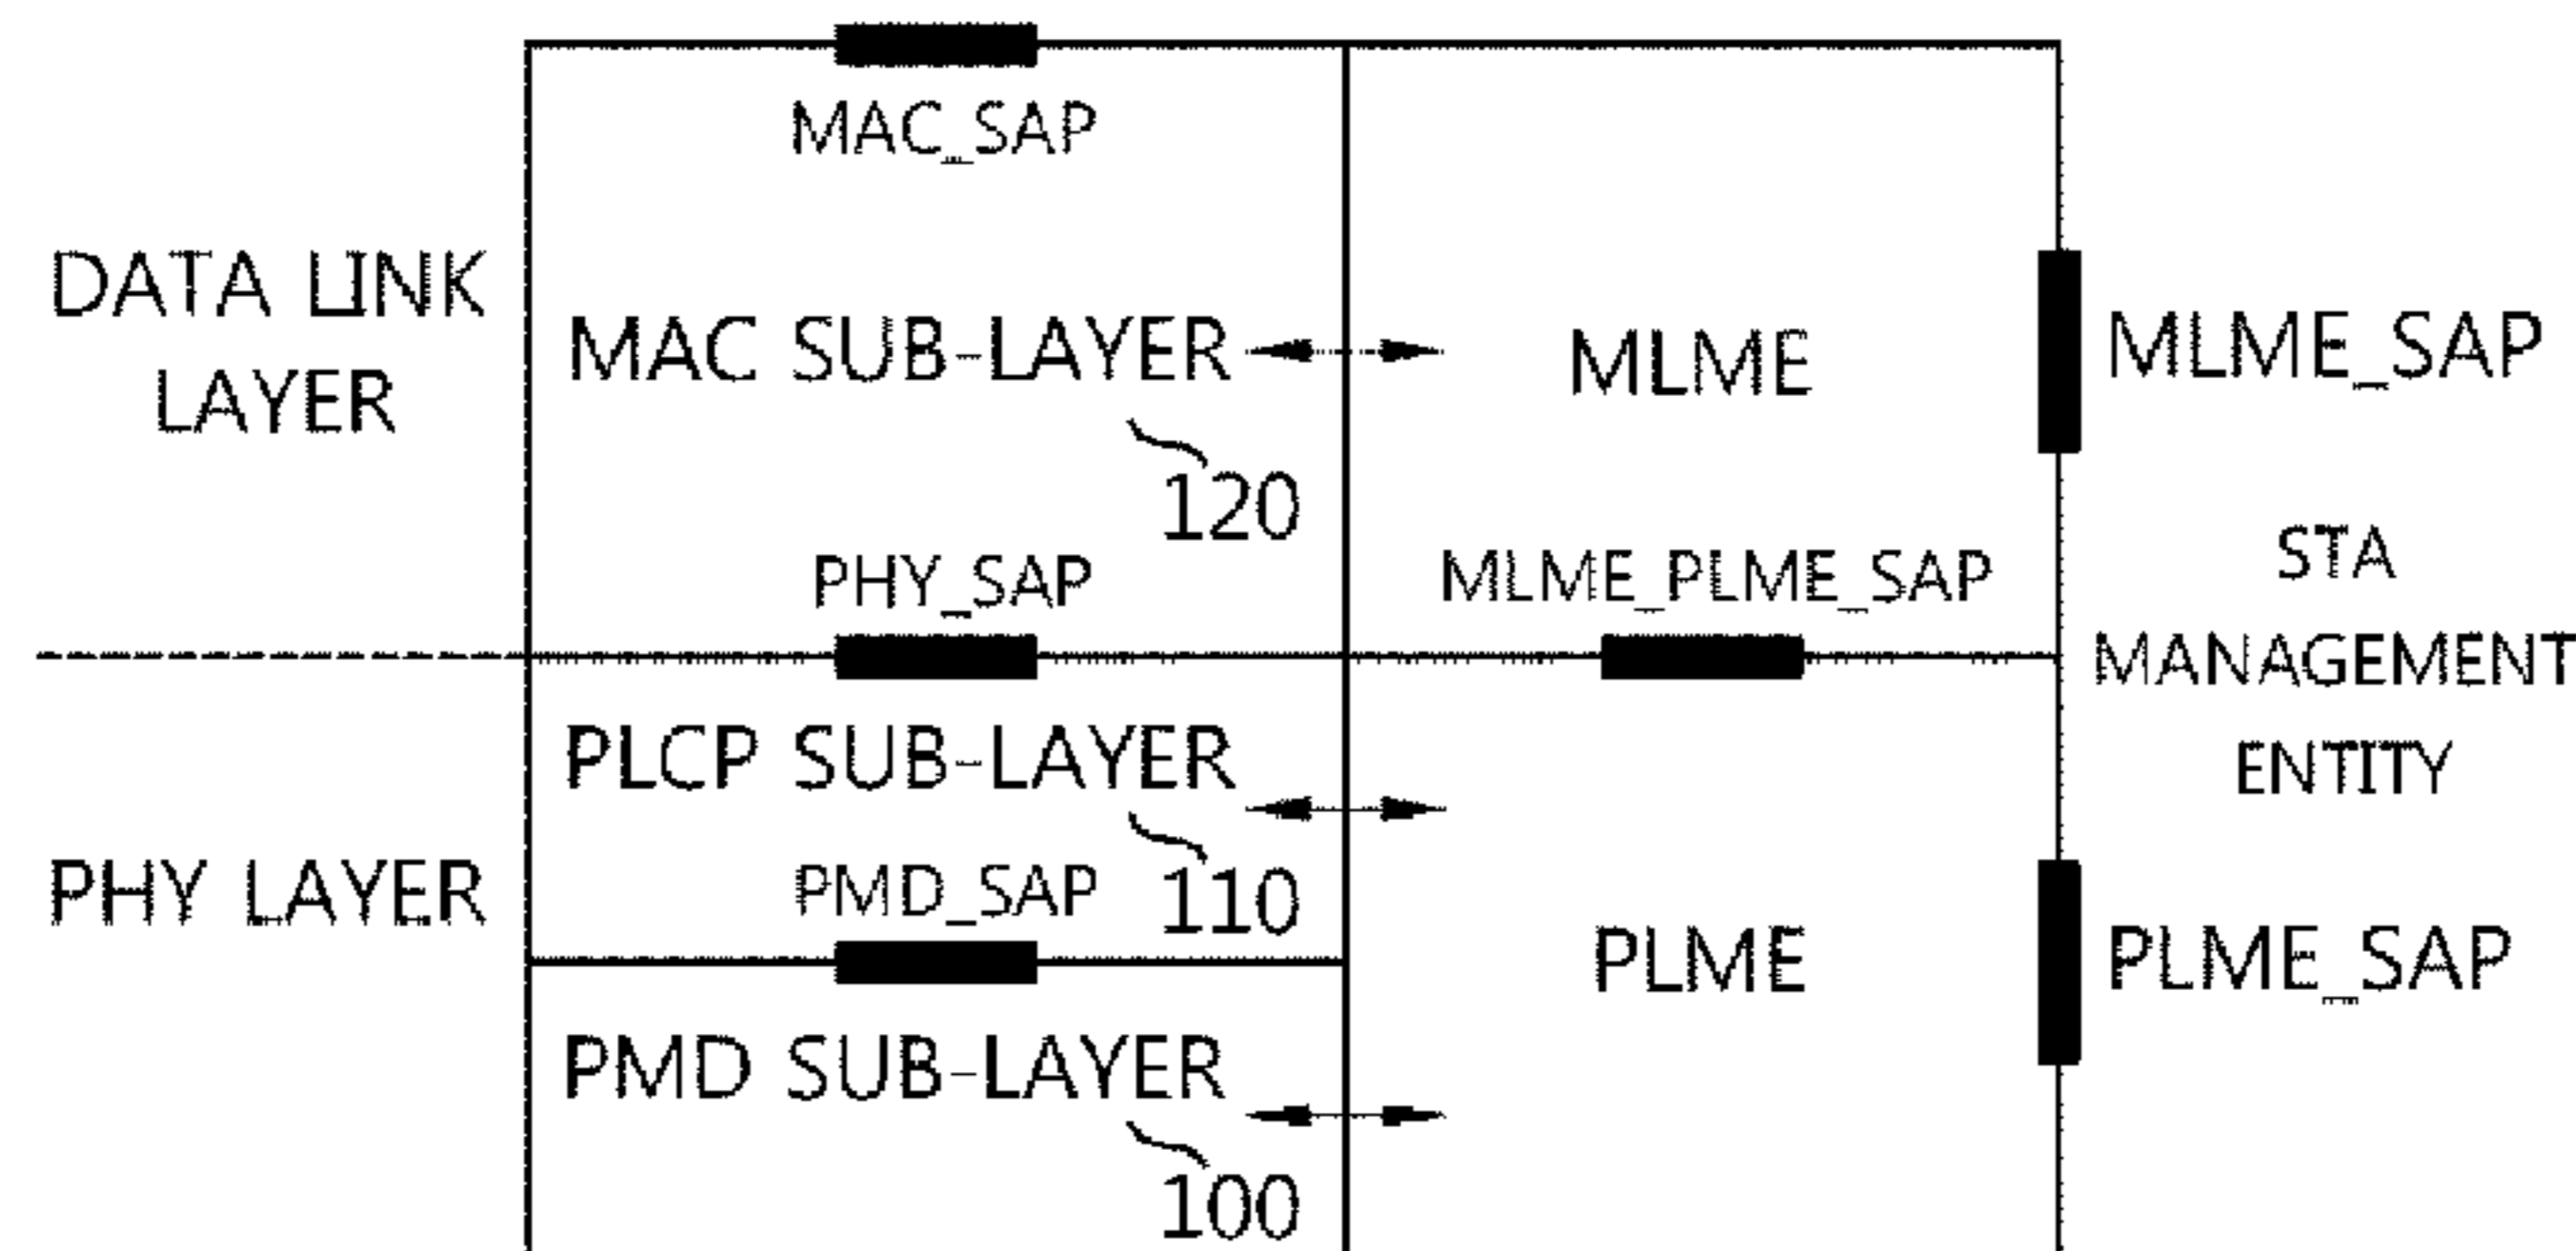 MAC_SAP
DATA LINK
LAYER
MAC SUB-LAYER
MLME
MLME_SAP
120
PHY_SAP
MLME_PLME_SAP
STA
MANAGEMENT
ENTITY
PLCP SUB-LAYER
110
PHY LAYER
PMD_SAP
PLME
PLME_SAP
PMD SUB-LAYER
100